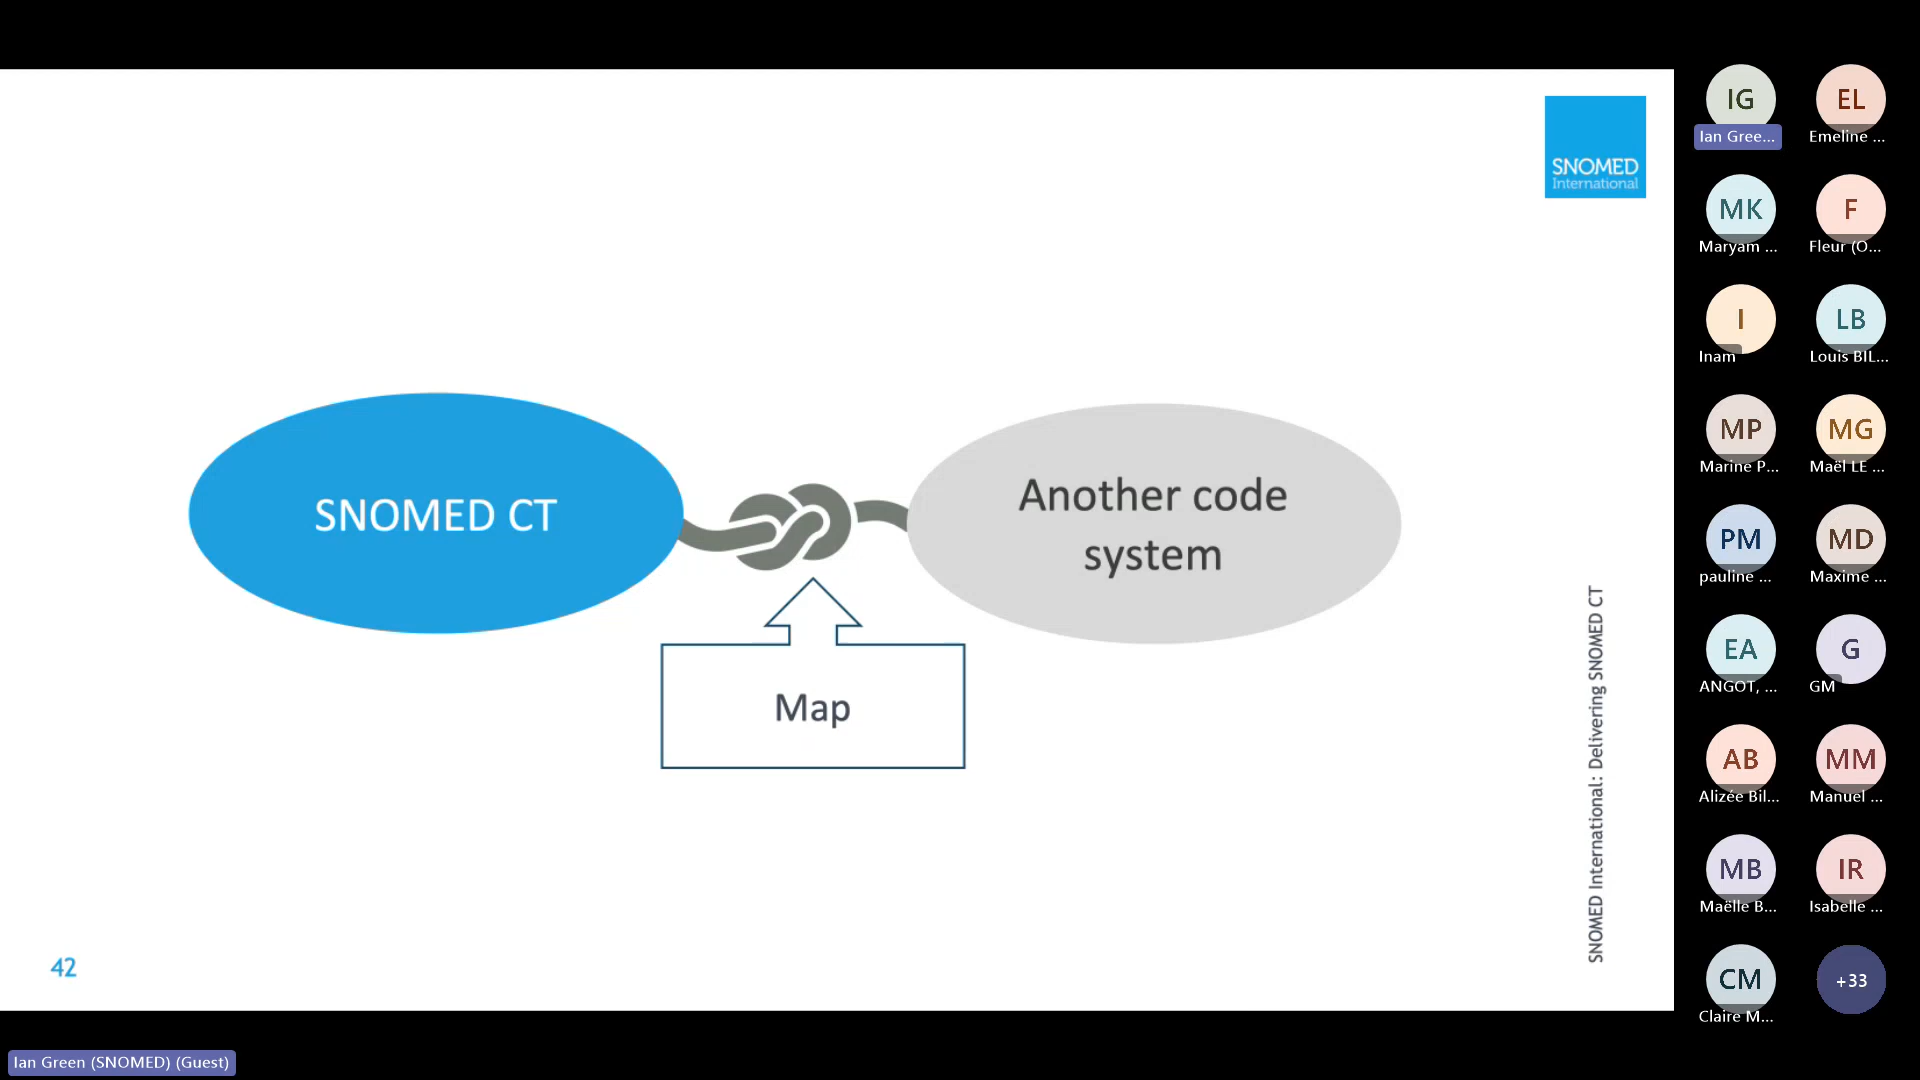 SNOMED
International
SNOMED CT
Another code
system
Map
SNOMED International: Delivering SNOMED CT
42
IG
Ian Gree...
EL
Emeline ...
MK
Maryam ...
F
Fleur (O...
I
Inam
LB
Louis BIL...
MP
Marine P...
MG
Maël LE ...
PM
pauline ...
MD
Maxime ...
EA
ANGOT, ...
G
GM
AB
Alizée Bil...
MM
Manuel ...
MB
Maëlle B...
IR
Isabelle ...
CM
Claire M...
+33
Ian Green (SNOMED) (Guest)